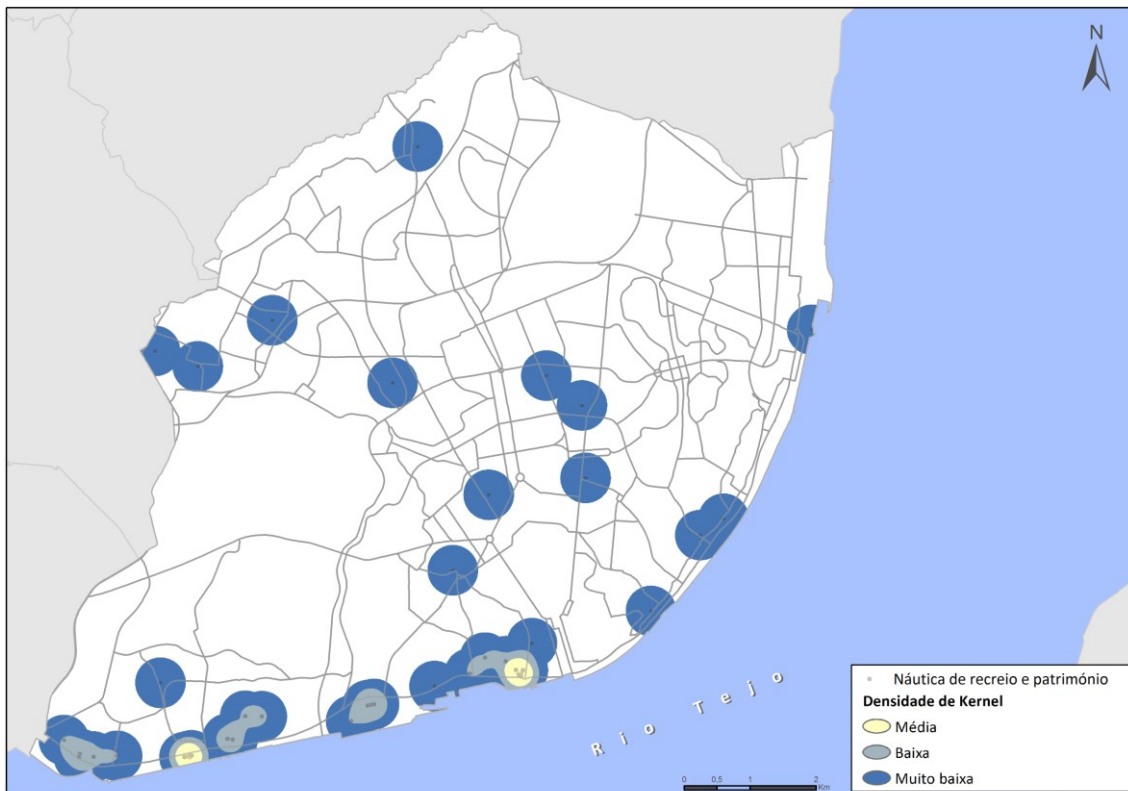 N
Rio Tejo
Náutica de recreio e património
Densidade de Kernel
Média
Baixa
Muito baixa
0 0,5 1 2
Km